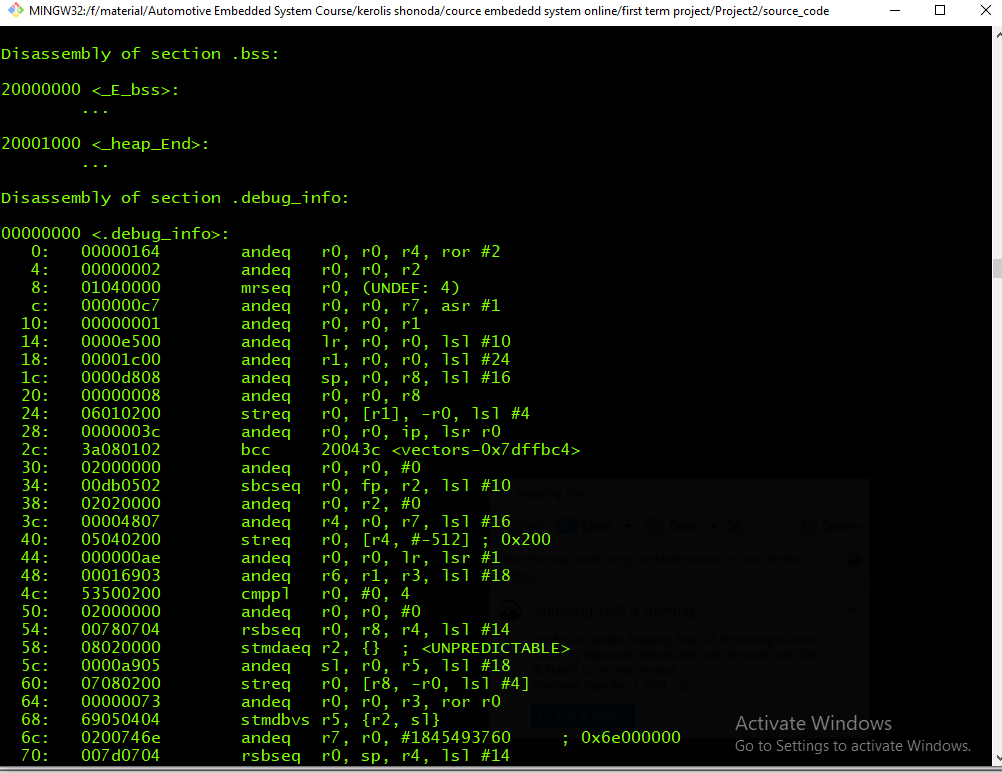 MINGW32:/f/material/Automotive Embedded System Course/kerolis shonoda/cource embededd system online/first term project/Project2/source_code
Disassembly of section .bss:
20000000 <_E_bss>:
...
20001000 <_heap_End>:
...
Disassembly of section .debug_info:
00000000 <.debug_info>:
0: 00000164 andeq r0, r0, r4, ror #2
4: 00000002 andeq r0, r0, r2
8: 01040000 mrseq r0, (UNDEF: 4)
c: 000000c7 andeq r0, r0, r7, asr #1
10: 00000001 andeq r0, r0, r1
14: 0000e500 andeq lr, r0, r0, lsl #10
18: 00001c00 andeq r1, r0, r0, lsl #24
1c: 0000d808 andeq sp, r0, r8, lsl #16
20: 00000008 andeq r0, r0, r8
24: 06010200 streq r0, [r1], -r0, lsl #4
28: 0000003c andeq r0, r0, ip, lsr r0
2c: 3a080102 bcc 20043c <vectors-0x7dffbc4>
30: 02000000 andeq r0, r0, #0
34: 00db0502 sbcseq r0, fp, r2, lsl #10
38: 02020000 andeq r0, r2, #0
3c: 00004807 andeq r4, r0, r7, lsl #16
40: 05040200 streq r0, [r4, #-512] ; 0x200
44: 000000ae andeq r0, r0, lr, lsr #1
48: 00016903 andeq r6, r1, r3, lsl #18
4c: 53500200 cmppl r0, #0, 4
50: 02000000 andeq r0, r0, #0
54: 00780704 rsbseq r0, r8, r4, lsl #14
58: 08020000 stmdaeq r2, {} ; <UNPREDICTABLE>
5c: 0000a905 andeq sl, r0, r5, lsl #18
60: 07080200 streq r0, [r8, -r0, lsl #4]
64: 00000073 andeq r0, r0, r3, ror r0
68: 69050404 stmdbvs r5, {r2, sl}
6c: 0200746e andeq r7, r0, #1845493760 ; 0x6e000000
70: 007d0704 rsbseq r0, sp, r4, lsl #14
Snipping Tool is moving...
Activate Windows
Go to Settings to activate Windows.